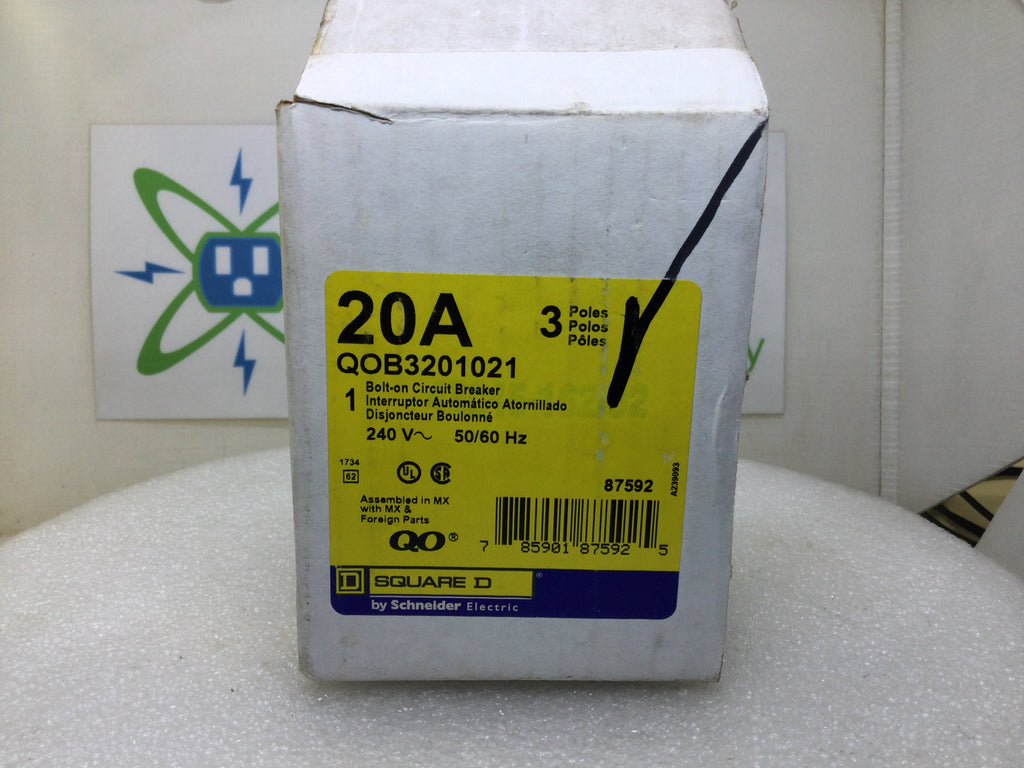 20A
3 Poles
Polos
Pôles
QOB3201021
1 Bolt-on Circuit Breaker
Interruptor Automático Atornillado
Disjoncteur Boulonné
240 V~ 50/60 Hz
1734
62
UL
SA
87592
A239093
Assembled in MX
with MX &
Foreign Parts
QO®
7 85901 87592 5
D SQUARE D®
by Schneider Electric